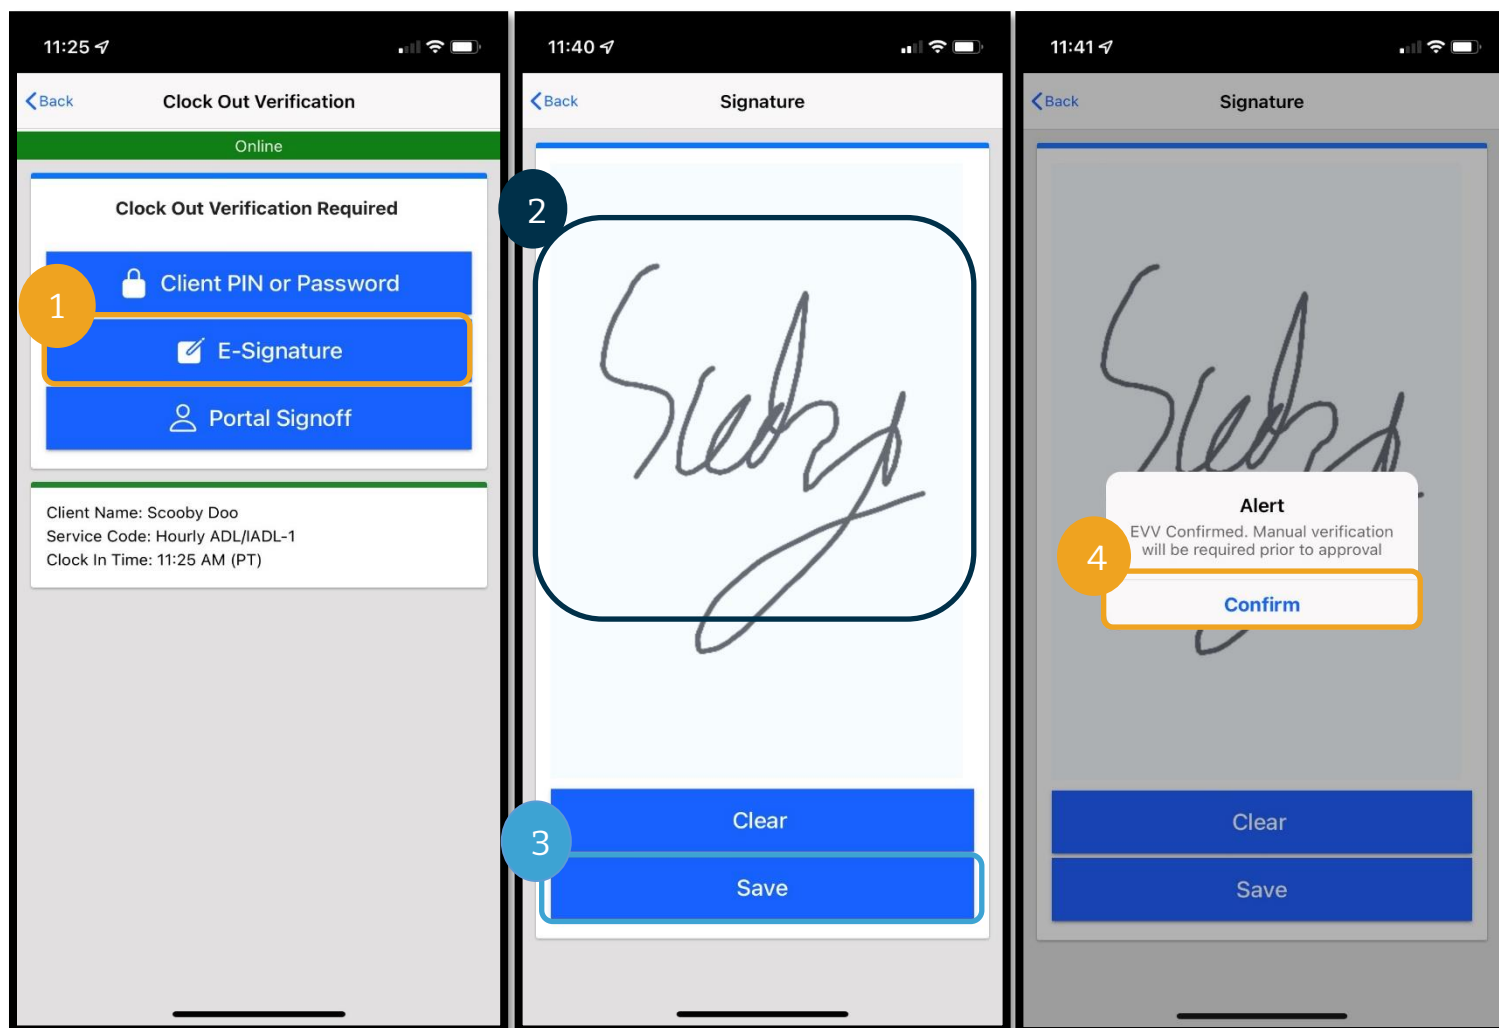 11:25
Back
Clock Out Verification
Online
Clock Out Verification Required
1
Client PIN or Password
E-Signature
Portal Signoff
Client Name: Scooby Doo
Service Code: Hourly ADL/IADL-1
Clock In Time: 11:25 AM (PT)
11:40
Back
Signature
2
Scooby
Clear
3
Save
11:41
Back
Signature
Alert
EVV Confirmed. Manual verification
will be required prior to approval
4
Confirm
Clear
Save